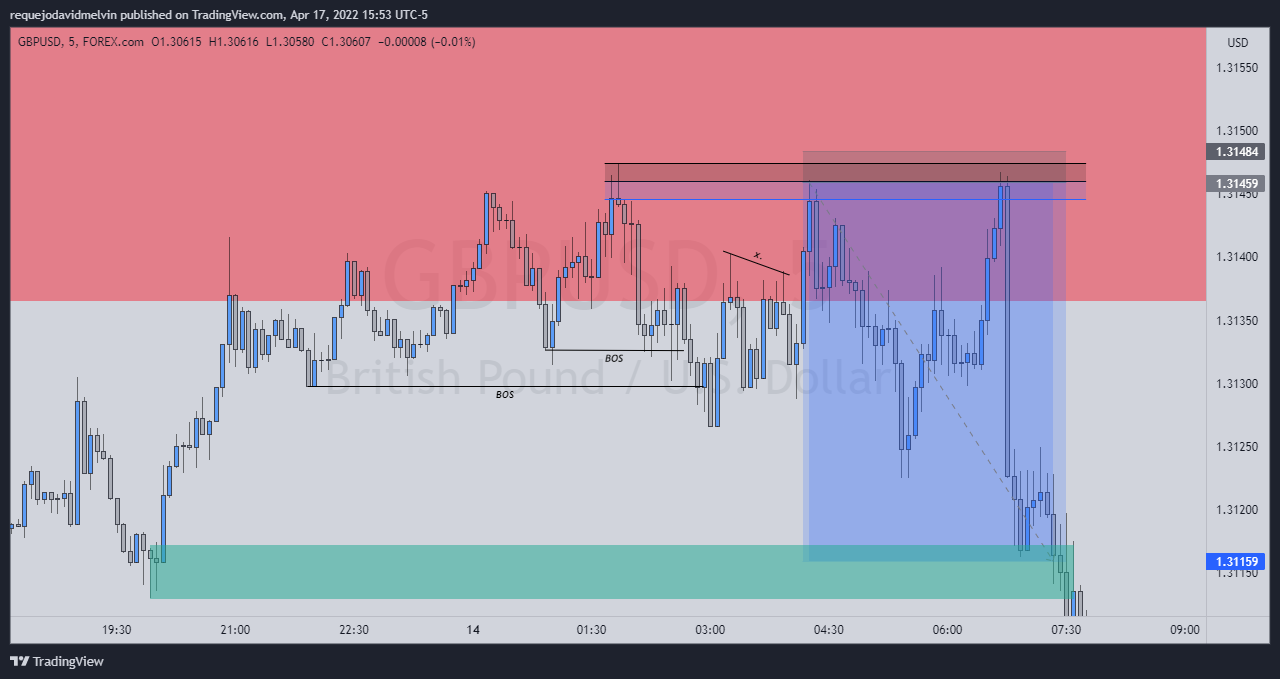 requejodavidmelvin published on TradingView.com, Apr 17, 2022 15:53 UTC-5
GBPUSD, 5, FOREX.com O1.30615 H1.30616 L1.30580 C1.30607 −0.00008 (−0.01%)
USD
1.31550
1.31500
1.31484
1.31459
1.31450
1.31400
1.31350
1.31300
1.31250
1.31200
1.31159
1.31150
GBPUSD, 5
British Pound / U.S. Dollar
x.
BOS
BOS
19:30 21:00 22:30 14 01:30 03:00 04:30 06:00 07:30 09:00
TradingView